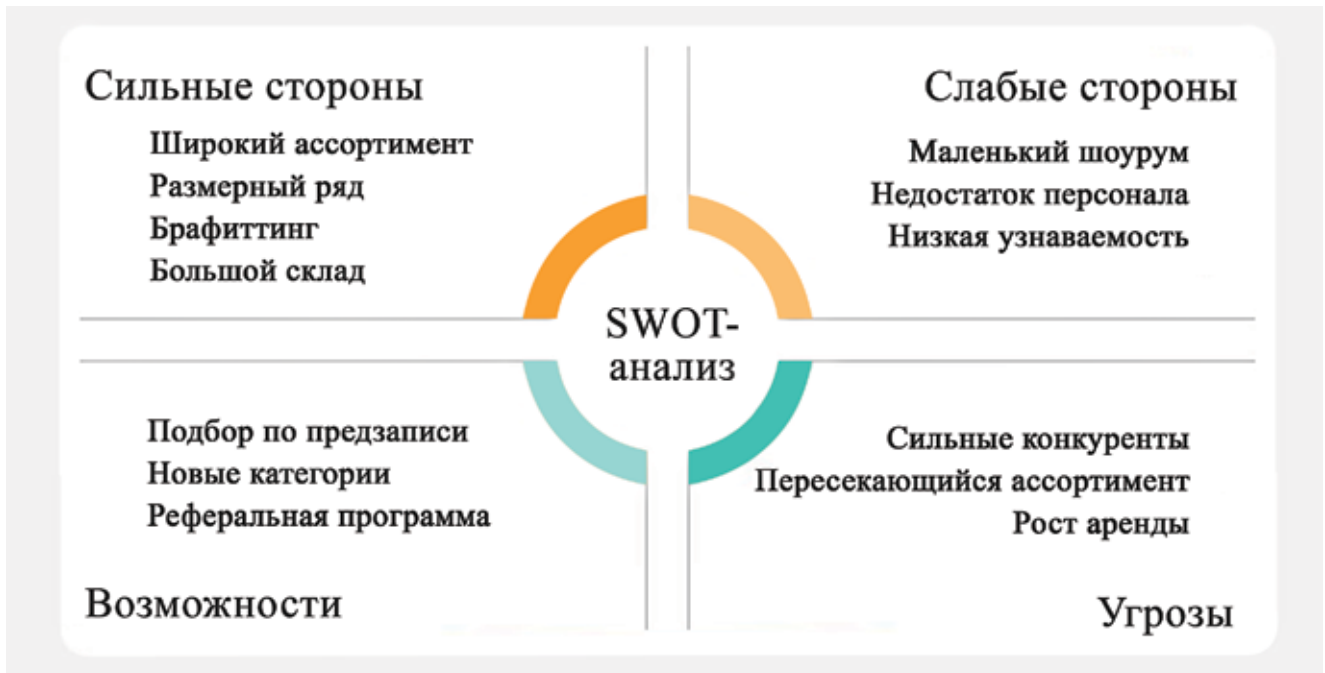 Сильные стороны
Широкий ассортимент
Размерный ряд
Брафиттинг
Большой склад
Слабые стороны
Маленький шоурум
Недостаток персонала
Низкая узнаваемость
SWOT-
анализ
Подбор по предзаписи
Новые категории
Реферальная программа
Возможности
Сильные конкуренты
Пересекающийся ассортимент
Рост аренды
Угрозы